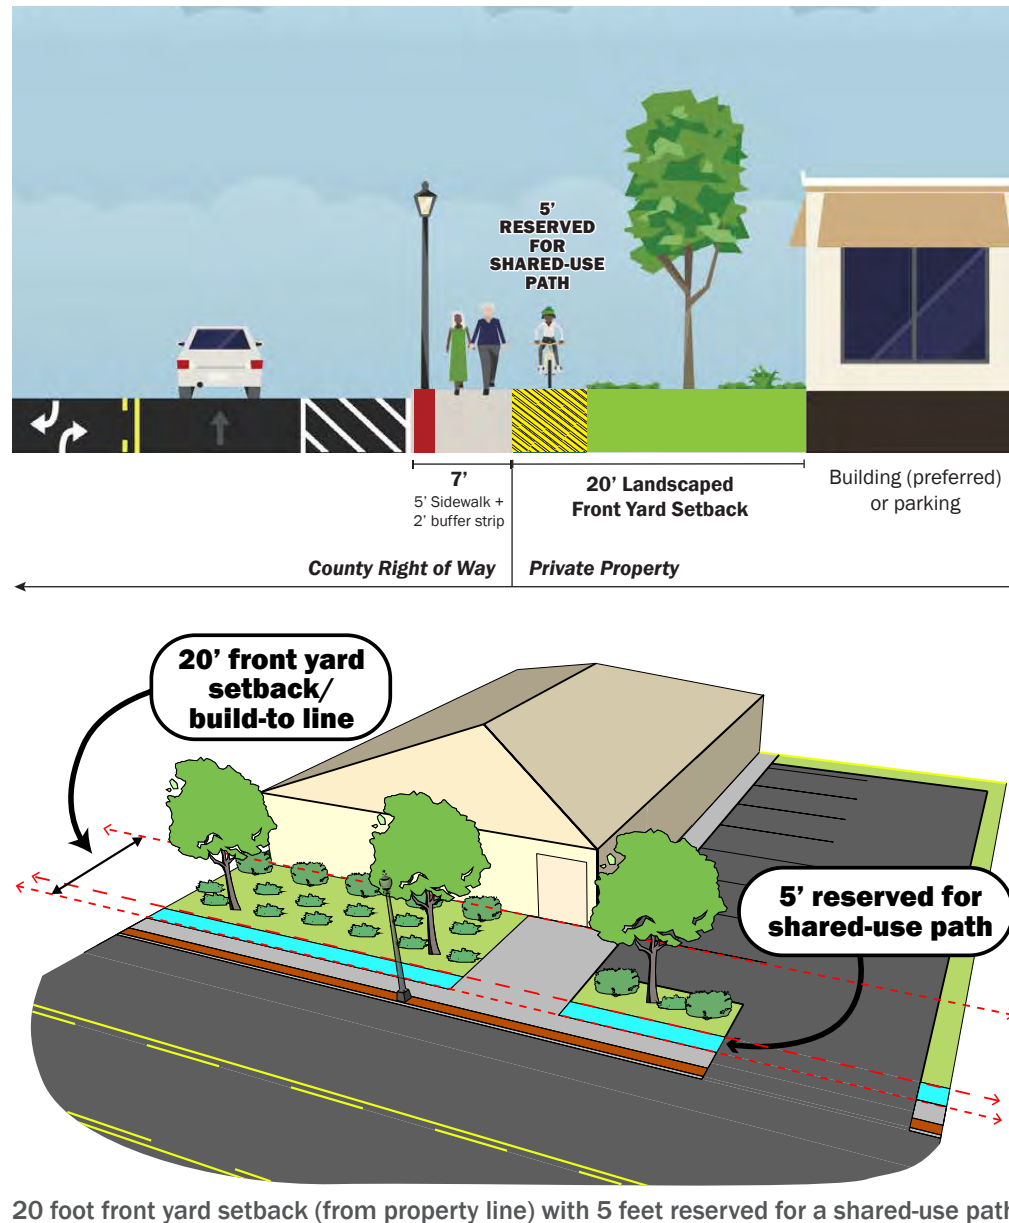 5’
RESERVED
FOR
SHARED-USE
PATH
7’
5’ Sidewalk +
2’ buffer strip
20’ Landscaped
Front Yard Setback
Building (preferred)
or parking
County Right of Way
Private Property
20’ front yard
setback/
build-to line
5’ reserved for
shared-use path
20 foot front yard setback (from property line) with 5 feet reserved for a shared-use path